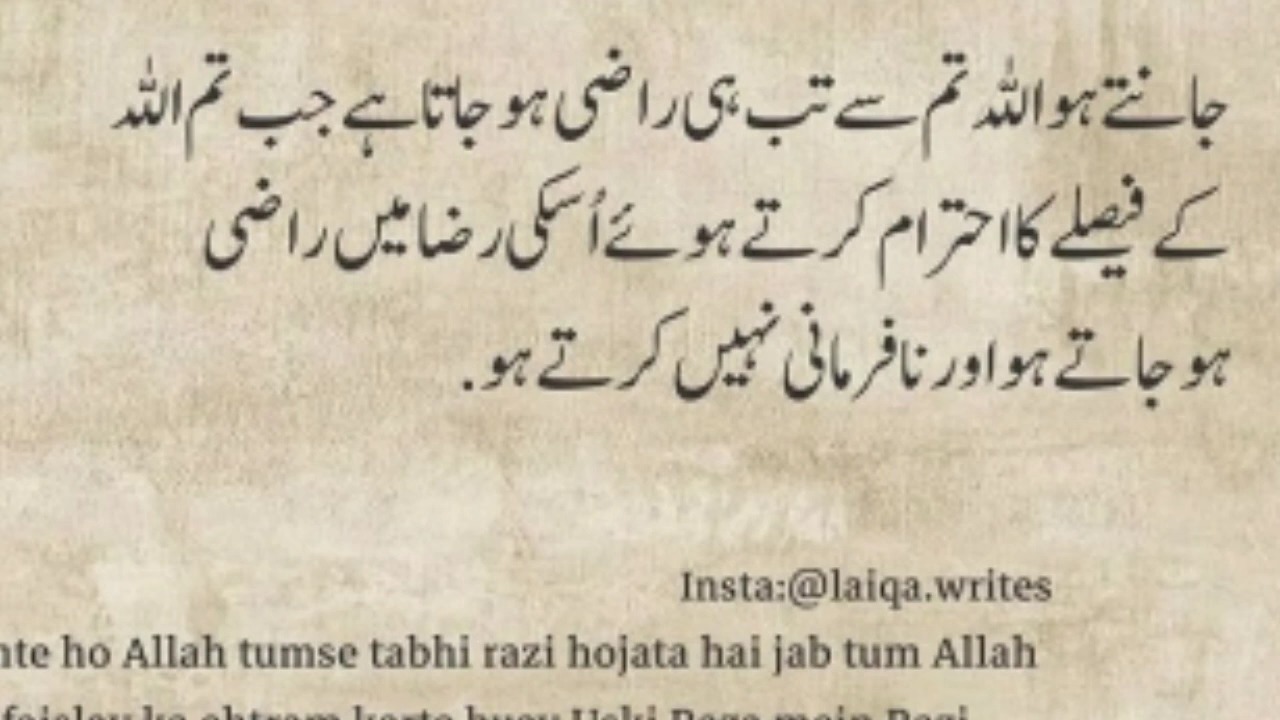 جانتے ہو اللہ تم سے تب ہی راضی ہو جاتا ہے جب تم اللہ
کے فیصلے کا احترام کرتے ہوئے اُسکی رضا میں راضی
ہو جاتے ہو اور نافرمانی نہیں کرتے ہو.
Insta:@laiqa.writes
ho Allah tumse tabhi razi hojata hai jab tum Allah